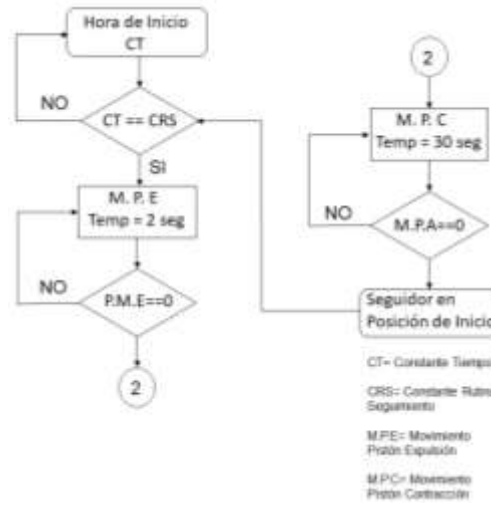 Hora de Inicio
CT
NO
CT == CRS
SI
M. P. E
Temp = 2 seg
NO
P.M.E==0
2
2
M. P. C
Temp = 30 seg
NO
M.P.A==0
Seguidor en
Posición de Inicio
CT= Constante Tiempo
CRS= Constante Rutina
Seguimiento
M.P.E= Movimiento
Pistón Expulsión
M.P.C= Movimiento
Pistón Contracción